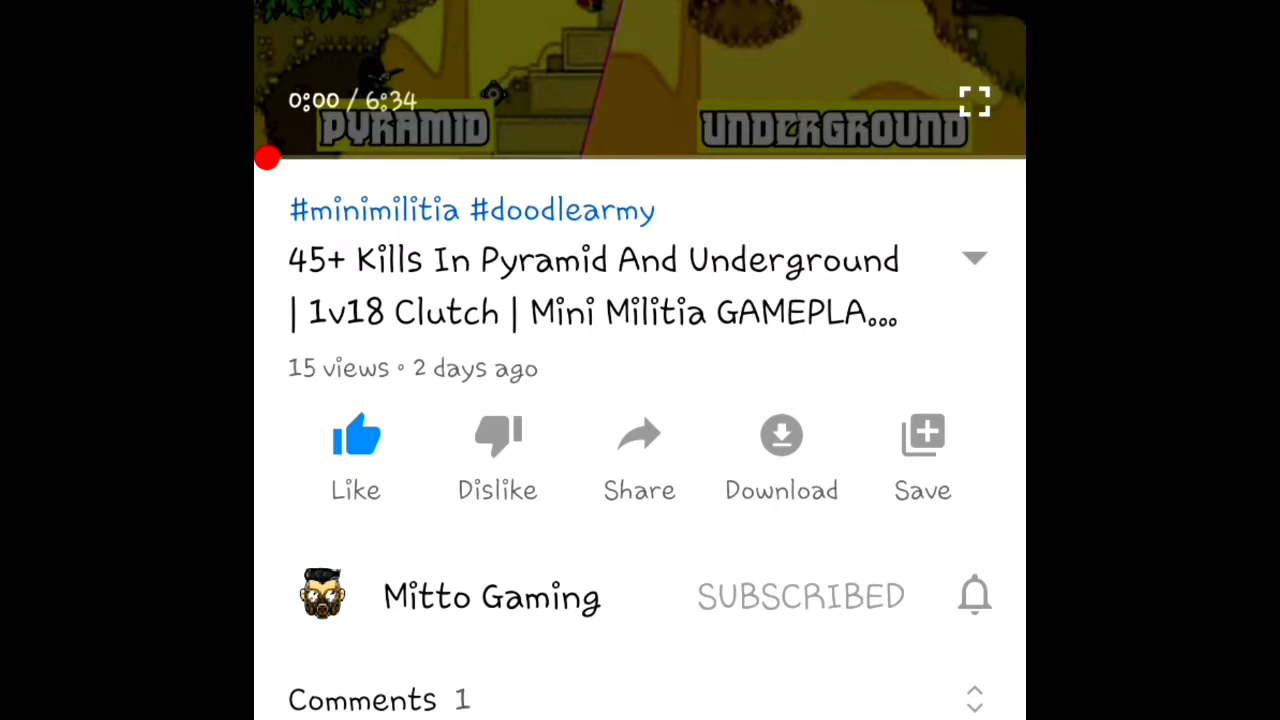 0:00 / 6:34
PYRAMID
UNDERGROUND
#minimilitia #doodlearmy
45+ Kills In Pyramid And Underground
| 1v18 Clutch | Mini Militia GAMEPLA...
15 views • 2 days ago
Like Dislike Share Download Save
Mitto Gaming SUBSCRIBED
Comments 1